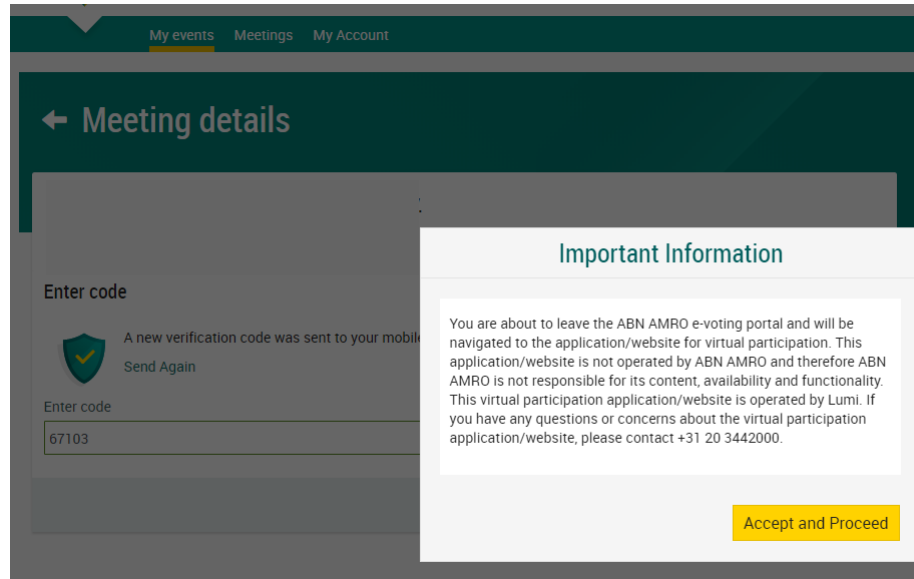 My events Meetings My Account
Meeting details
Important Information
Enter code
A new verification code was sent to your mobile
Send Again
Enter code
67103
You are about to leave the ABN AMRO e-voting portal and will be
navigated to the application/website for virtual participation. This
application/website is not operated by ABN AMRO and therefore ABN
AMRO is not responsible for its content, availability and functionality.
This virtual participation application/website is operated by Lumi. If
you have any questions or concerns about the virtual participation
application/website, please contact +31 20 3442000.
Accept and Proceed